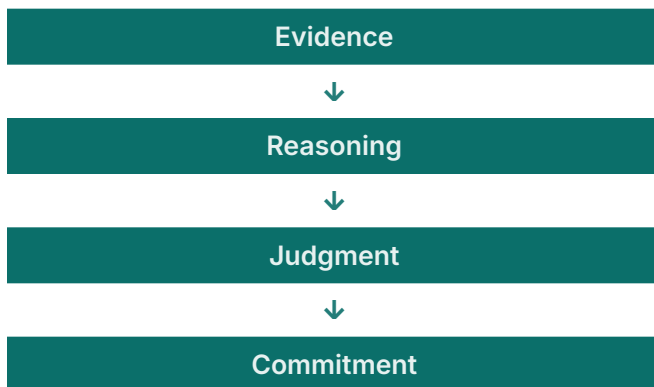 Evidence
↓
Reasoning
↓
Judgment
↓
Commitment